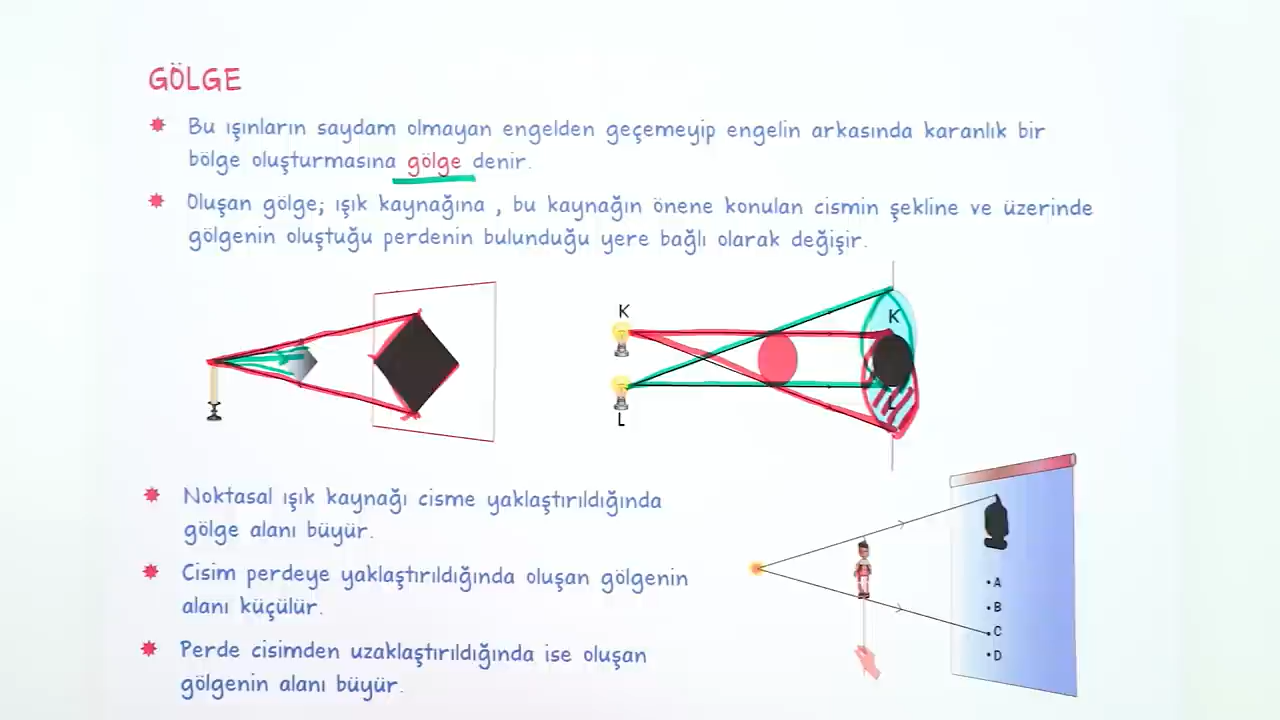 GÖLGE
Bu ışınların saydam olmayan engelden geçemeyip engelin arkasında karanlık bir
bölge oluşturmasına gölge denir.
Oluşan gölge; ışık kaynağına , bu kaynağın önene konulan cismin şekline ve üzerinde
gölgenin oluştuğu perdenin bulunduğu yere bağlı olarak değişir.
K
K
L
L
Noktasal ışık kaynağı cisme yaklaştırıldığında
gölge alanı büyür.
Cisim perdeye yaklaştırıldığında oluşan gölgenin
alanı küçülür.
Perde cisimden uzaklaştırıldığında ise oluşan
gölgenin alanı büyür.
•A
•B
•C
•D